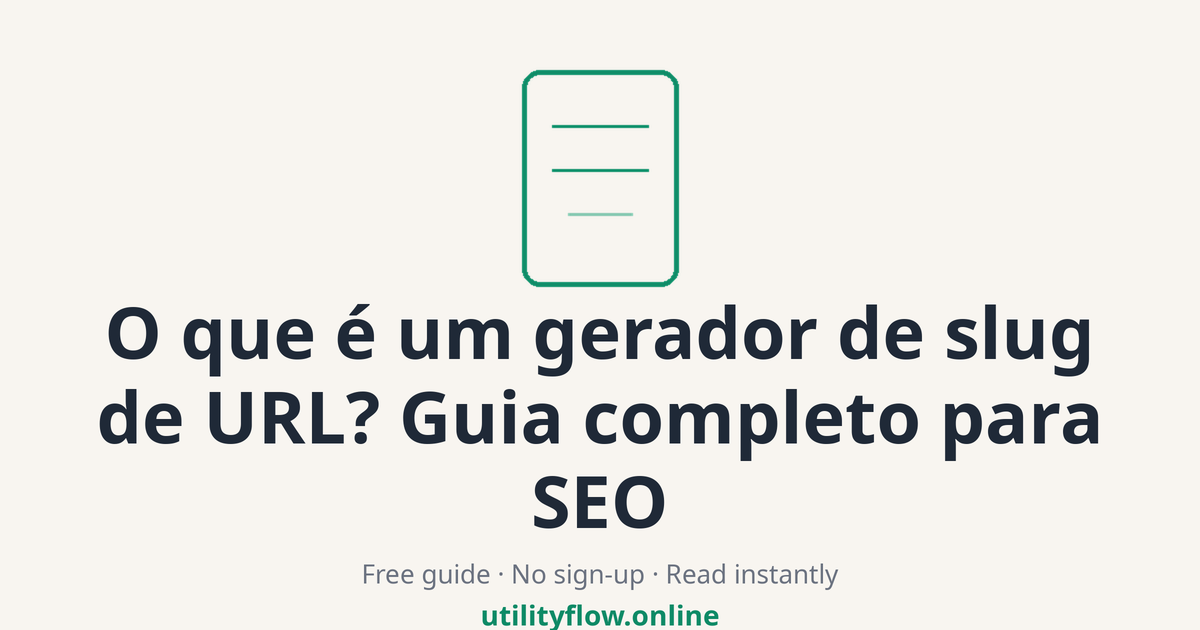 O que é um gerador de slug
de URL? Guia completo para
SEO
Free guide · No sign-up · Read instantly
utilityflow.online